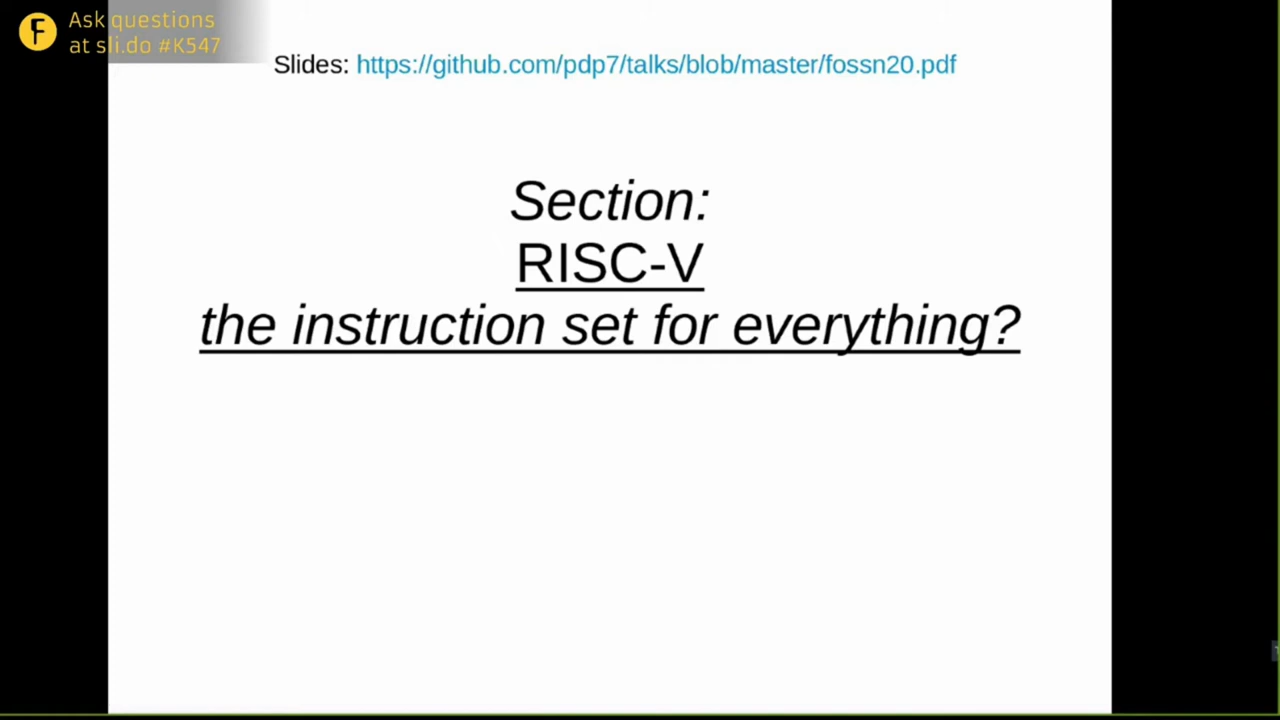 Ask questions
at sli.do #K547
Slides: https://github.com/pdp7/talks/blob/master/fossn20.pdf
Section:
RISC-V
the instruction set for everything?